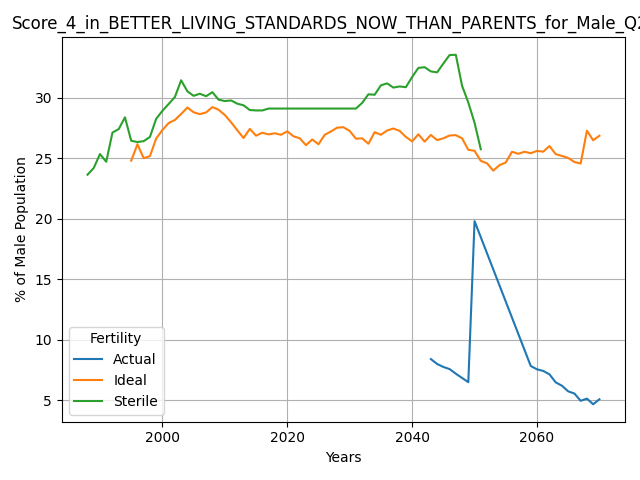 Score_4_in_BETTER_LIVING_STANDARDS_NOW_THAN_PARENTS_for_Male_Q2
% of Male Population
30
25
20
15
10
5
Fertility
Actual
Ideal
Sterile
2000
2020
2040
2060
Years